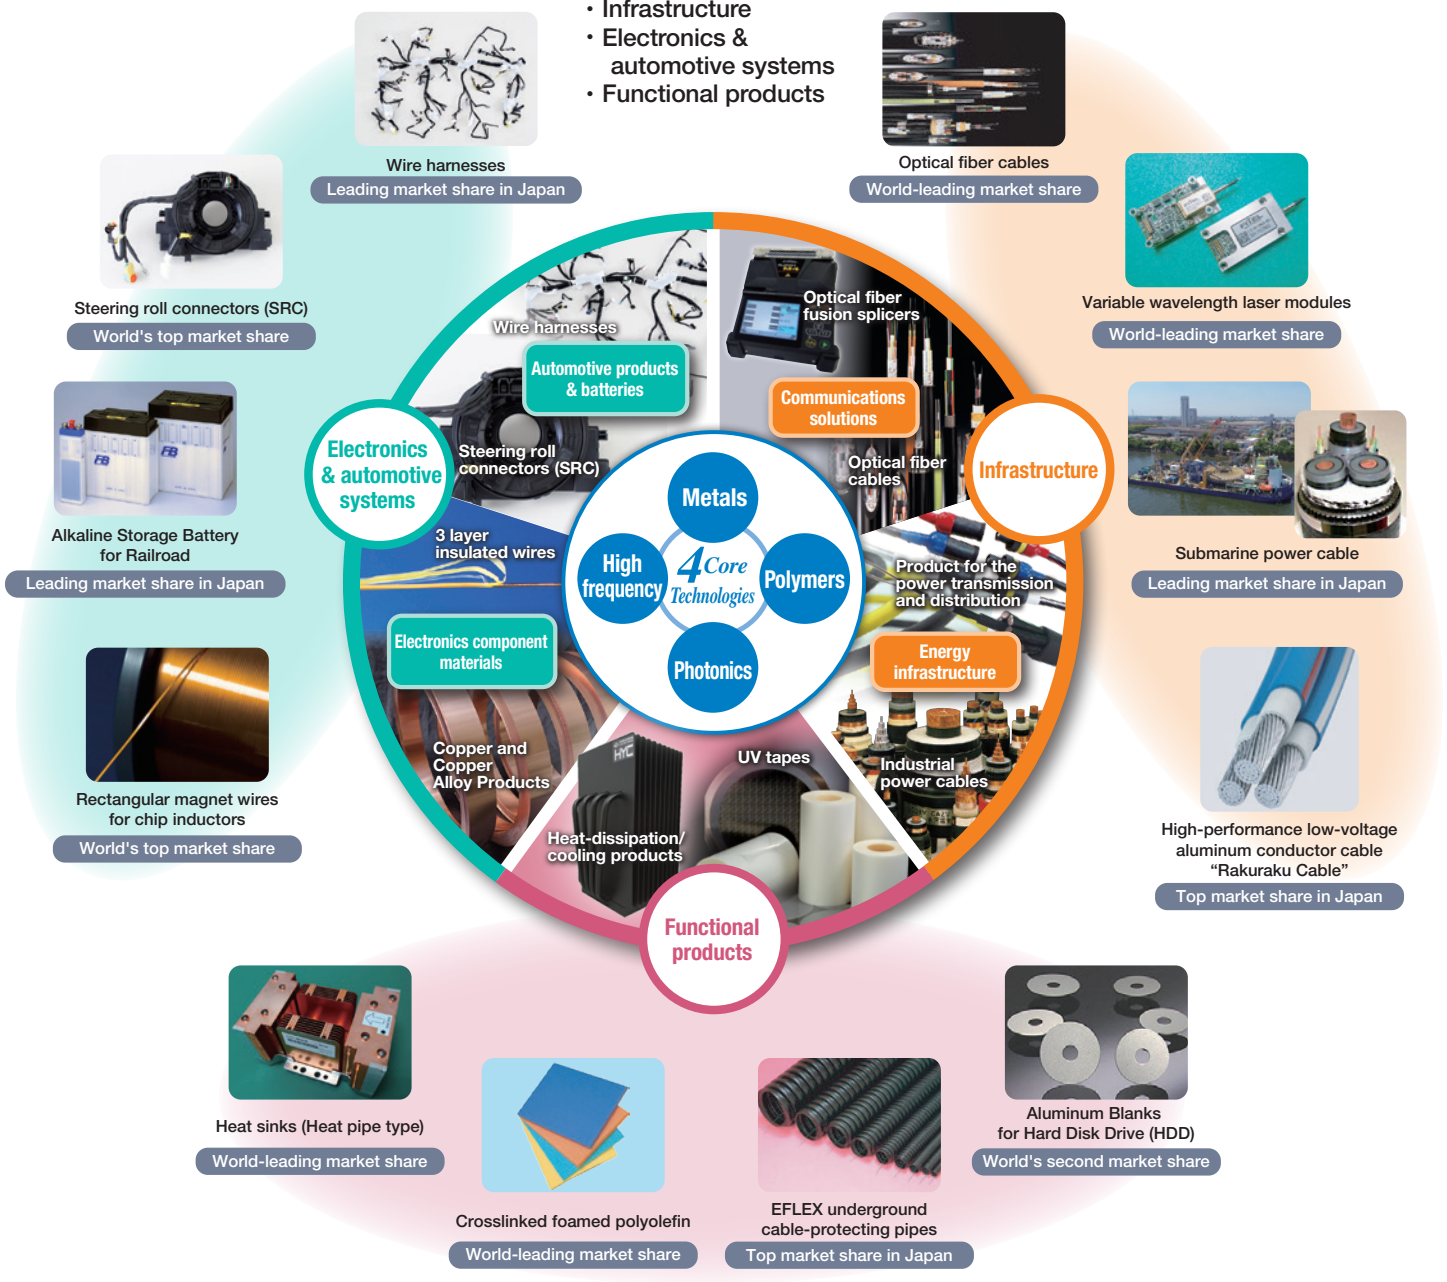 · Infrastructure
· Electronics &
automotive systems
· Functional products
Wire harnesses
Leading market share in Japan
Optical fiber cables
World-leading market share
Steering roll connectors (SRC)
World's top market share
Variable wavelength laser modules
World-leading market share
Alkaline Storage Battery
for Railroad
Leading market share in Japan
Submarine power cable
Leading market share in Japan
Rectangular magnet wires
for chip inductors
World's top market share
High-performance low-voltage
aluminum conductor cable
“Rakuraku Cable”
Top market share in Japan
Wire harnesses
Automotive products
& batteries
Steering roll
connectors (SRC)
Optical fiber
fusion splicers
Communications
solutions
Optical fiber
cables
Electronics
& automotive
systems
Infrastructure
3 layer
insulated wires
Electronics component
materials
Copper and
Copper
Alloy Products
Metals
High
frequency
4 Core
Technologies
Polymers
Photonics
Product for the
power transmission
and distribution
Energy
infrastructure
Industrial
power cables
HYC
UV tapes
Heat-dissipation/
cooling products
Functional
products
FB
FB
Heat sinks (Heat pipe type)
World-leading market share
Crosslinked foamed polyolefin
World-leading market share
EFLEX underground
cable-protecting pipes
Top market share in Japan
Aluminum Blanks
for Hard Disk Drive (HDD)
World's second market share